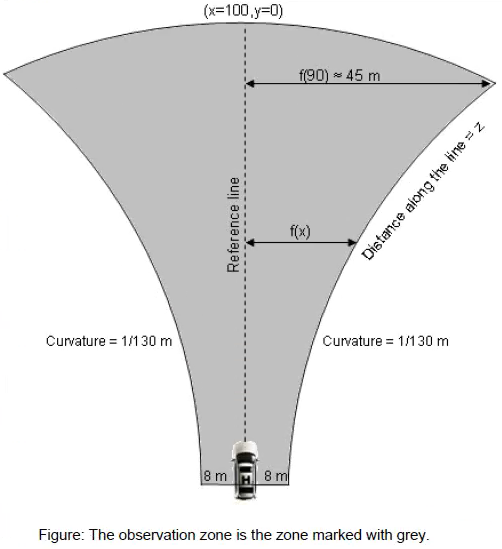 (x=100,y=0)
f(90) ≈ 45 m
Distance along the line = z
Reference line
f(x)
Curvature = 1/130 m
Curvature = 1/130 m
8 m
H
8 m
Figure: The observation zone is the zone marked with grey.